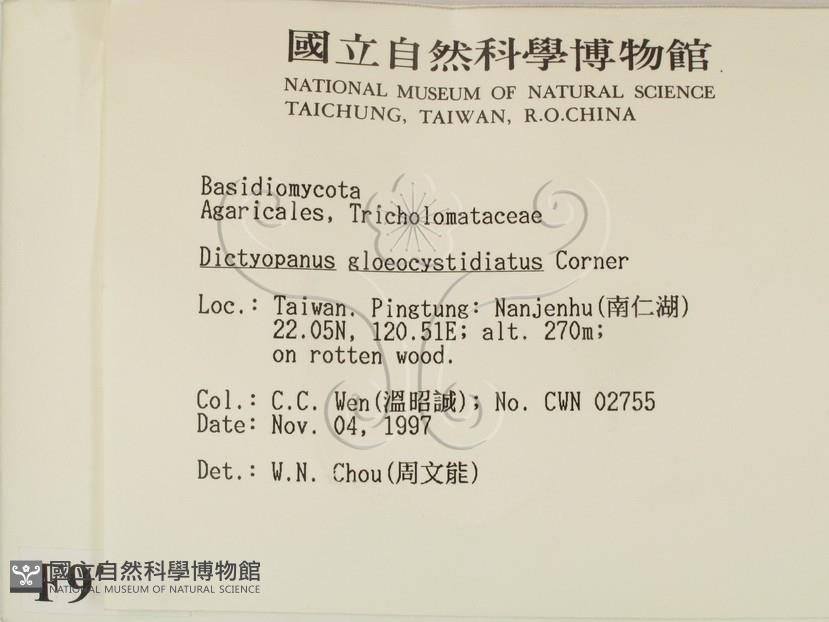 國立自然科學博物館
NATIONAL MUSEUM OF NATURAL SCIENCE
TAICHUNG, TAIWAN, R.O.CHINA
Basidiomycota
Agaricales, Tricholomataceae
Dictyopanus gloeocystidiatus Corner
Loc.: Taiwan. Pingtung: Nanjenhu(南仁湖)
22.05N, 120.51E; alt. 270m;
on rotten wood.
Col.: C.C. Wen(溫昭誠); No. CWN 02755
Date: Nov. 04, 1997
Det.: W.N. Chou(周文能)
國立自然科學博物館
NATIONAL MUSEUM OF NATURAL SCIENCE